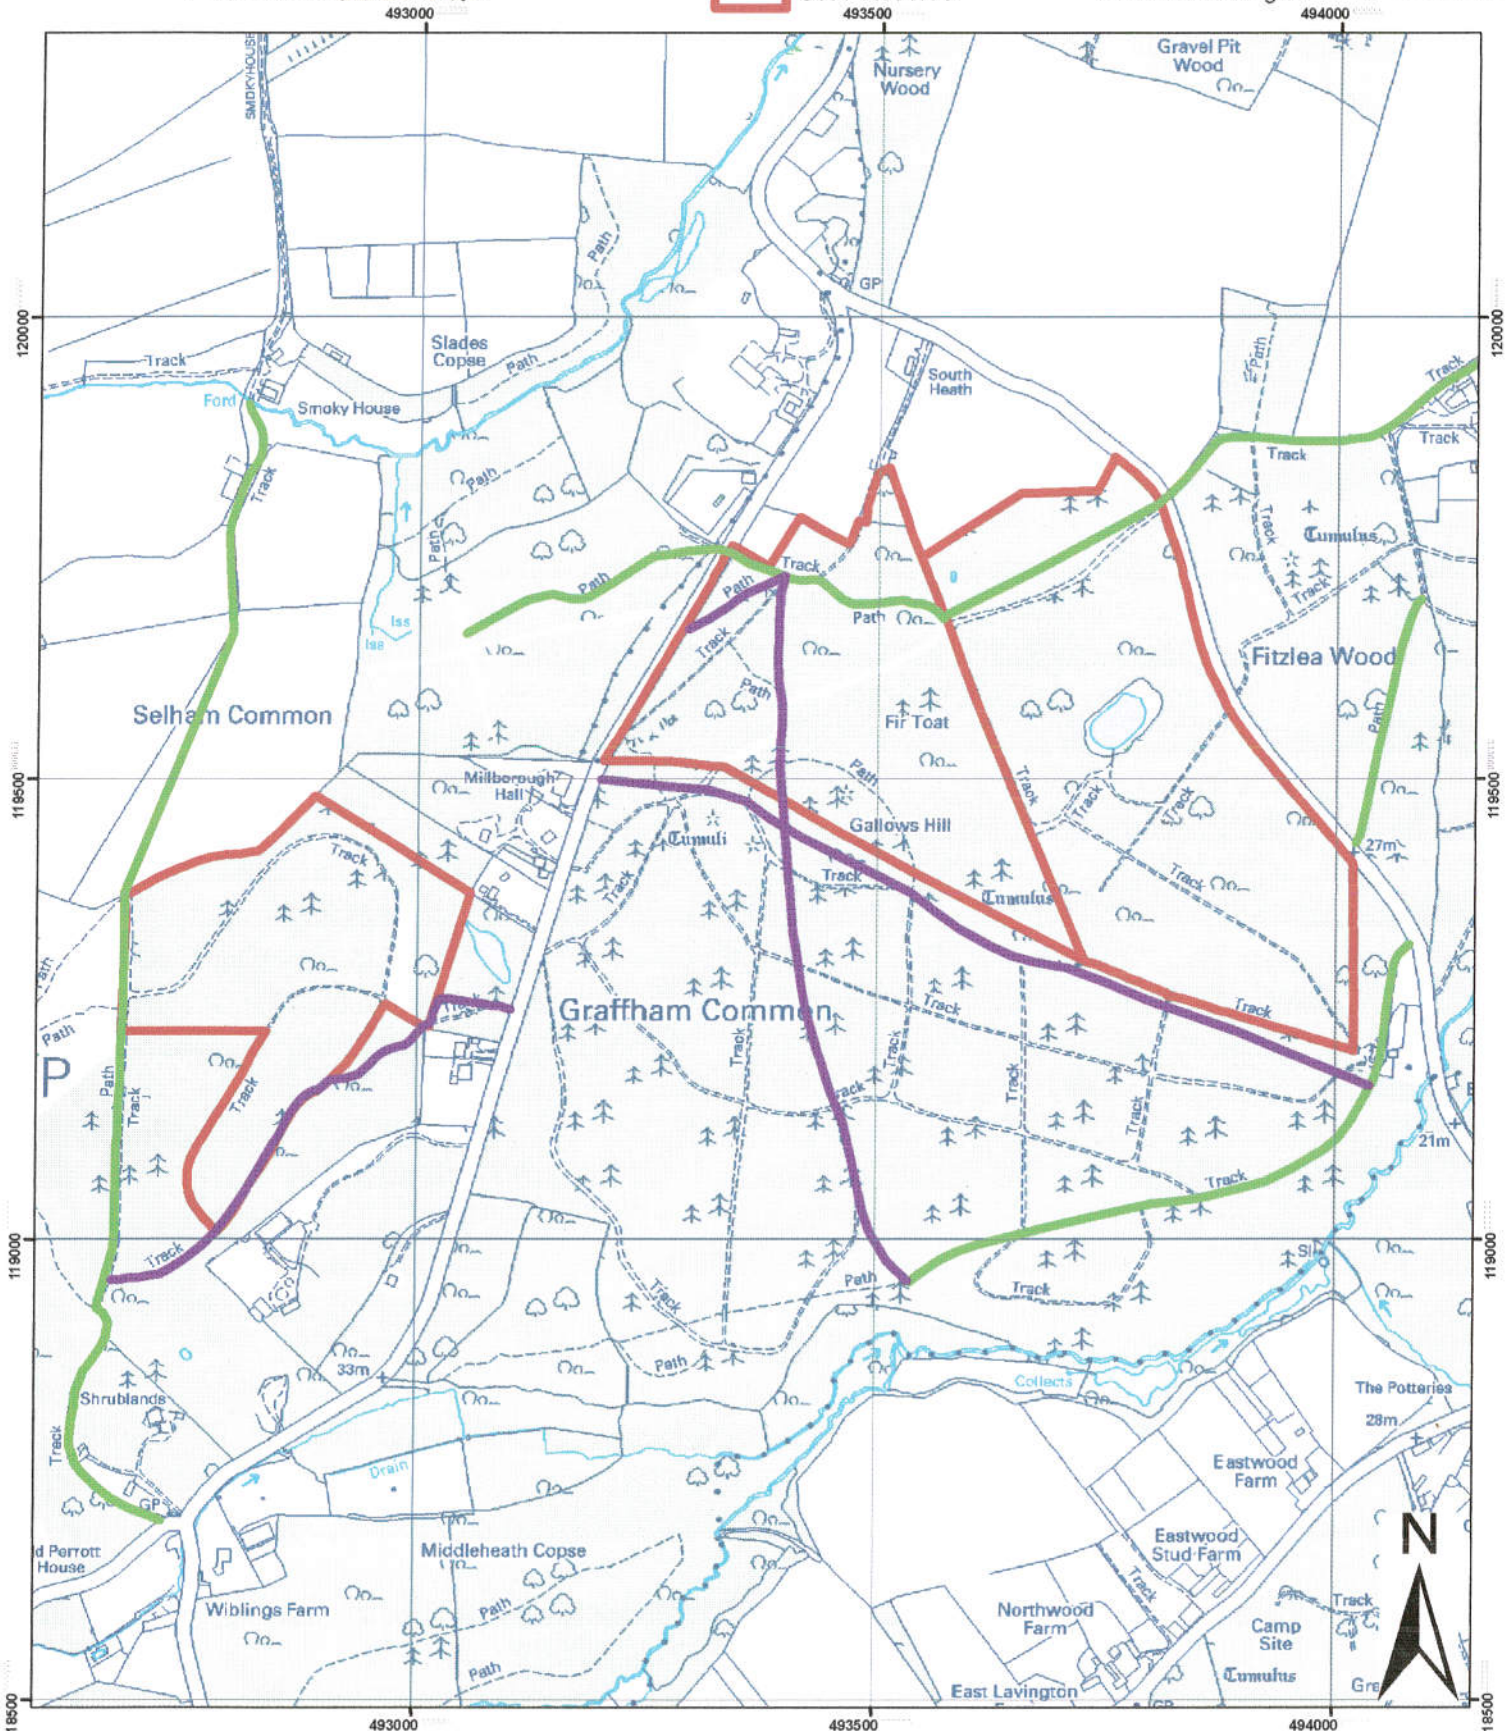 493000
493500
494000
SMOKYHOUSE
Nursery
Wood
Gravel Pit
Wood
Path
GP
120000
120000
Slades
Copse
Path
Track
Ford
Smoky House
South
Heath
Path
Track
Track
Track
Track
Path
Path
Track
Tumulus
Path
Track
Path
Track
Path
Iss
Iss
Track
Path
Fitzlea Wood
Selham Common
Fir Toat
Path
119500
119500
Millborough
Hall
Path
Track
Track
Track
Tumuli
Gallows Hill
27m
Track
Track
Track
Track
Tumulus
Path
Graffham Common
Track
Track
Track
Path
P
Path
Track
Track
Track
Track
Track
Track
Track
21m
Track
119000
119000
Track
Path
Track
Track
Sl
33m
Path
Shrublands
Collects
The Potteries
28m
Track
Drain
Eastwood
Farm
GP
N
d Perrott
House
Middleheath Copse
Eastwood
Stud Farm
Track
Wiblings Farm
Path
Northwood
Farm
Track
Camp
Site
Path
East Lavington
Tumulus
Gra
GP
18500
18500
493000
493500
494000